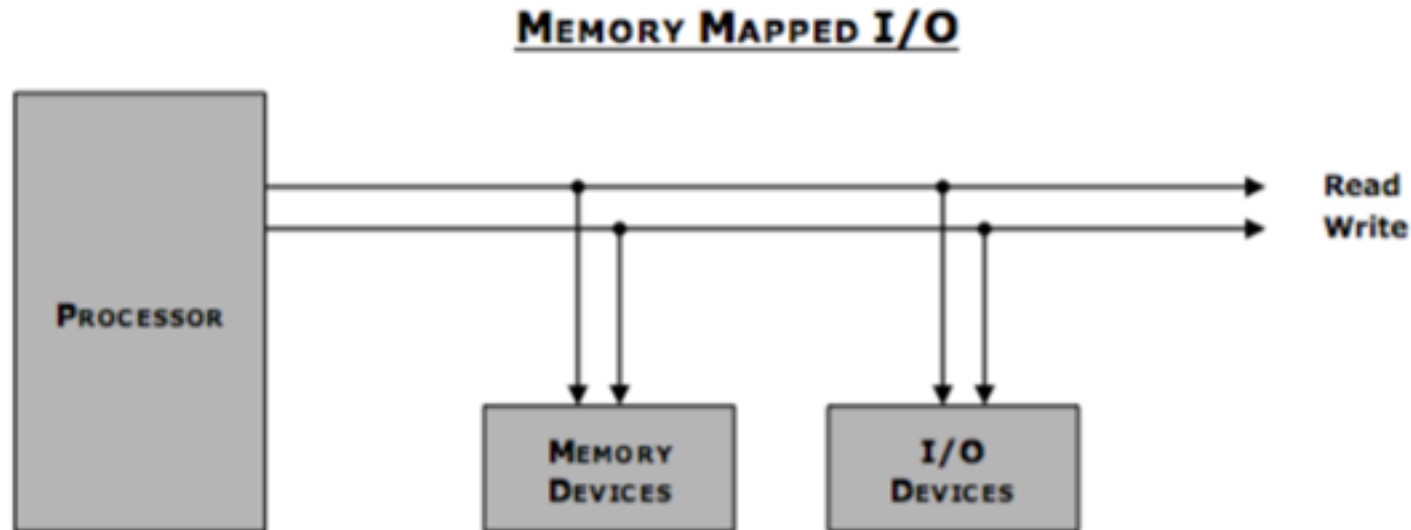 MEMORY MAPPED I/O
Read
Write
PROCESSOR
MEMORY
DEVICES
I/O
DEVICES